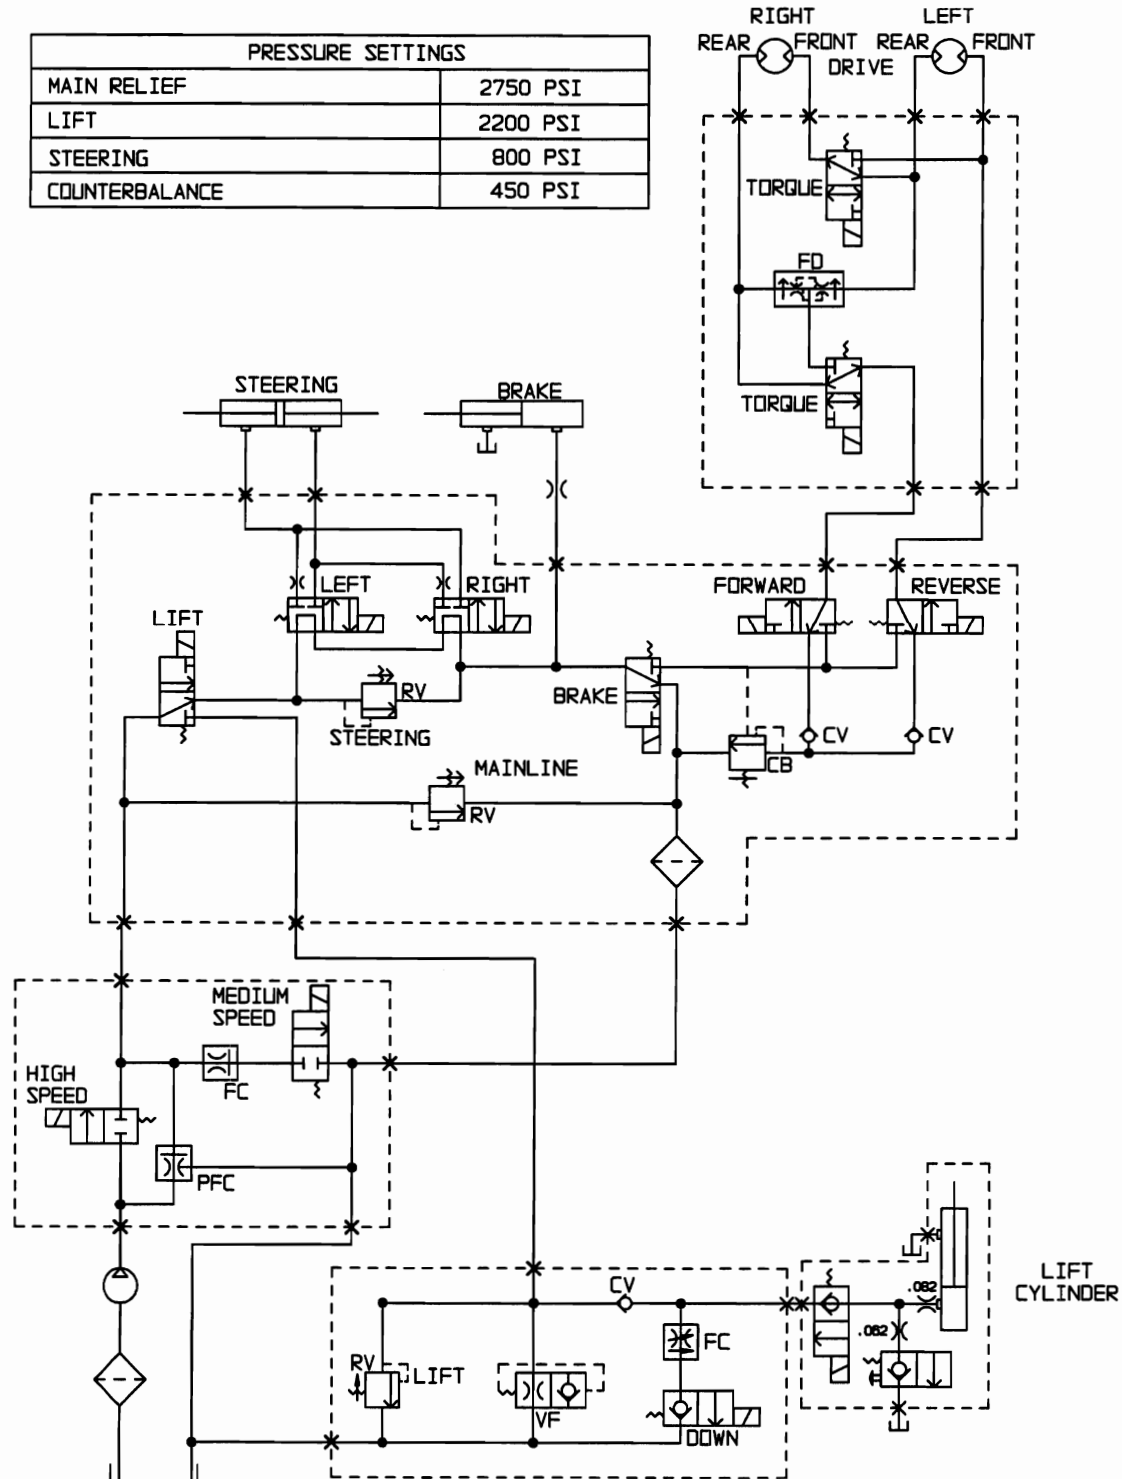 RIGHT LEFT
REAR FRONT REAR FRONT
DRIVE
PRESSURE SETTINGS
MAIN RELIEF 2750 PSI
LIFT 2200 PSI
STEERING 800 PSI
COUNTERBALANCE 450 PSI
TORQUE
FD
TORQUE
STEERING
BRAKE
LEFT
RIGHT
FORWARD
REVERSE
LIFT
RV
STEERING
BRAKE
CV
CV
CB
MAINLINE
RV
MEDIUM
SPEED
FC
HIGH
SPEED
PFC
CV
.082
LIFT
CYLINDER
.062
FC
RV
LIFT
VF
DOWN